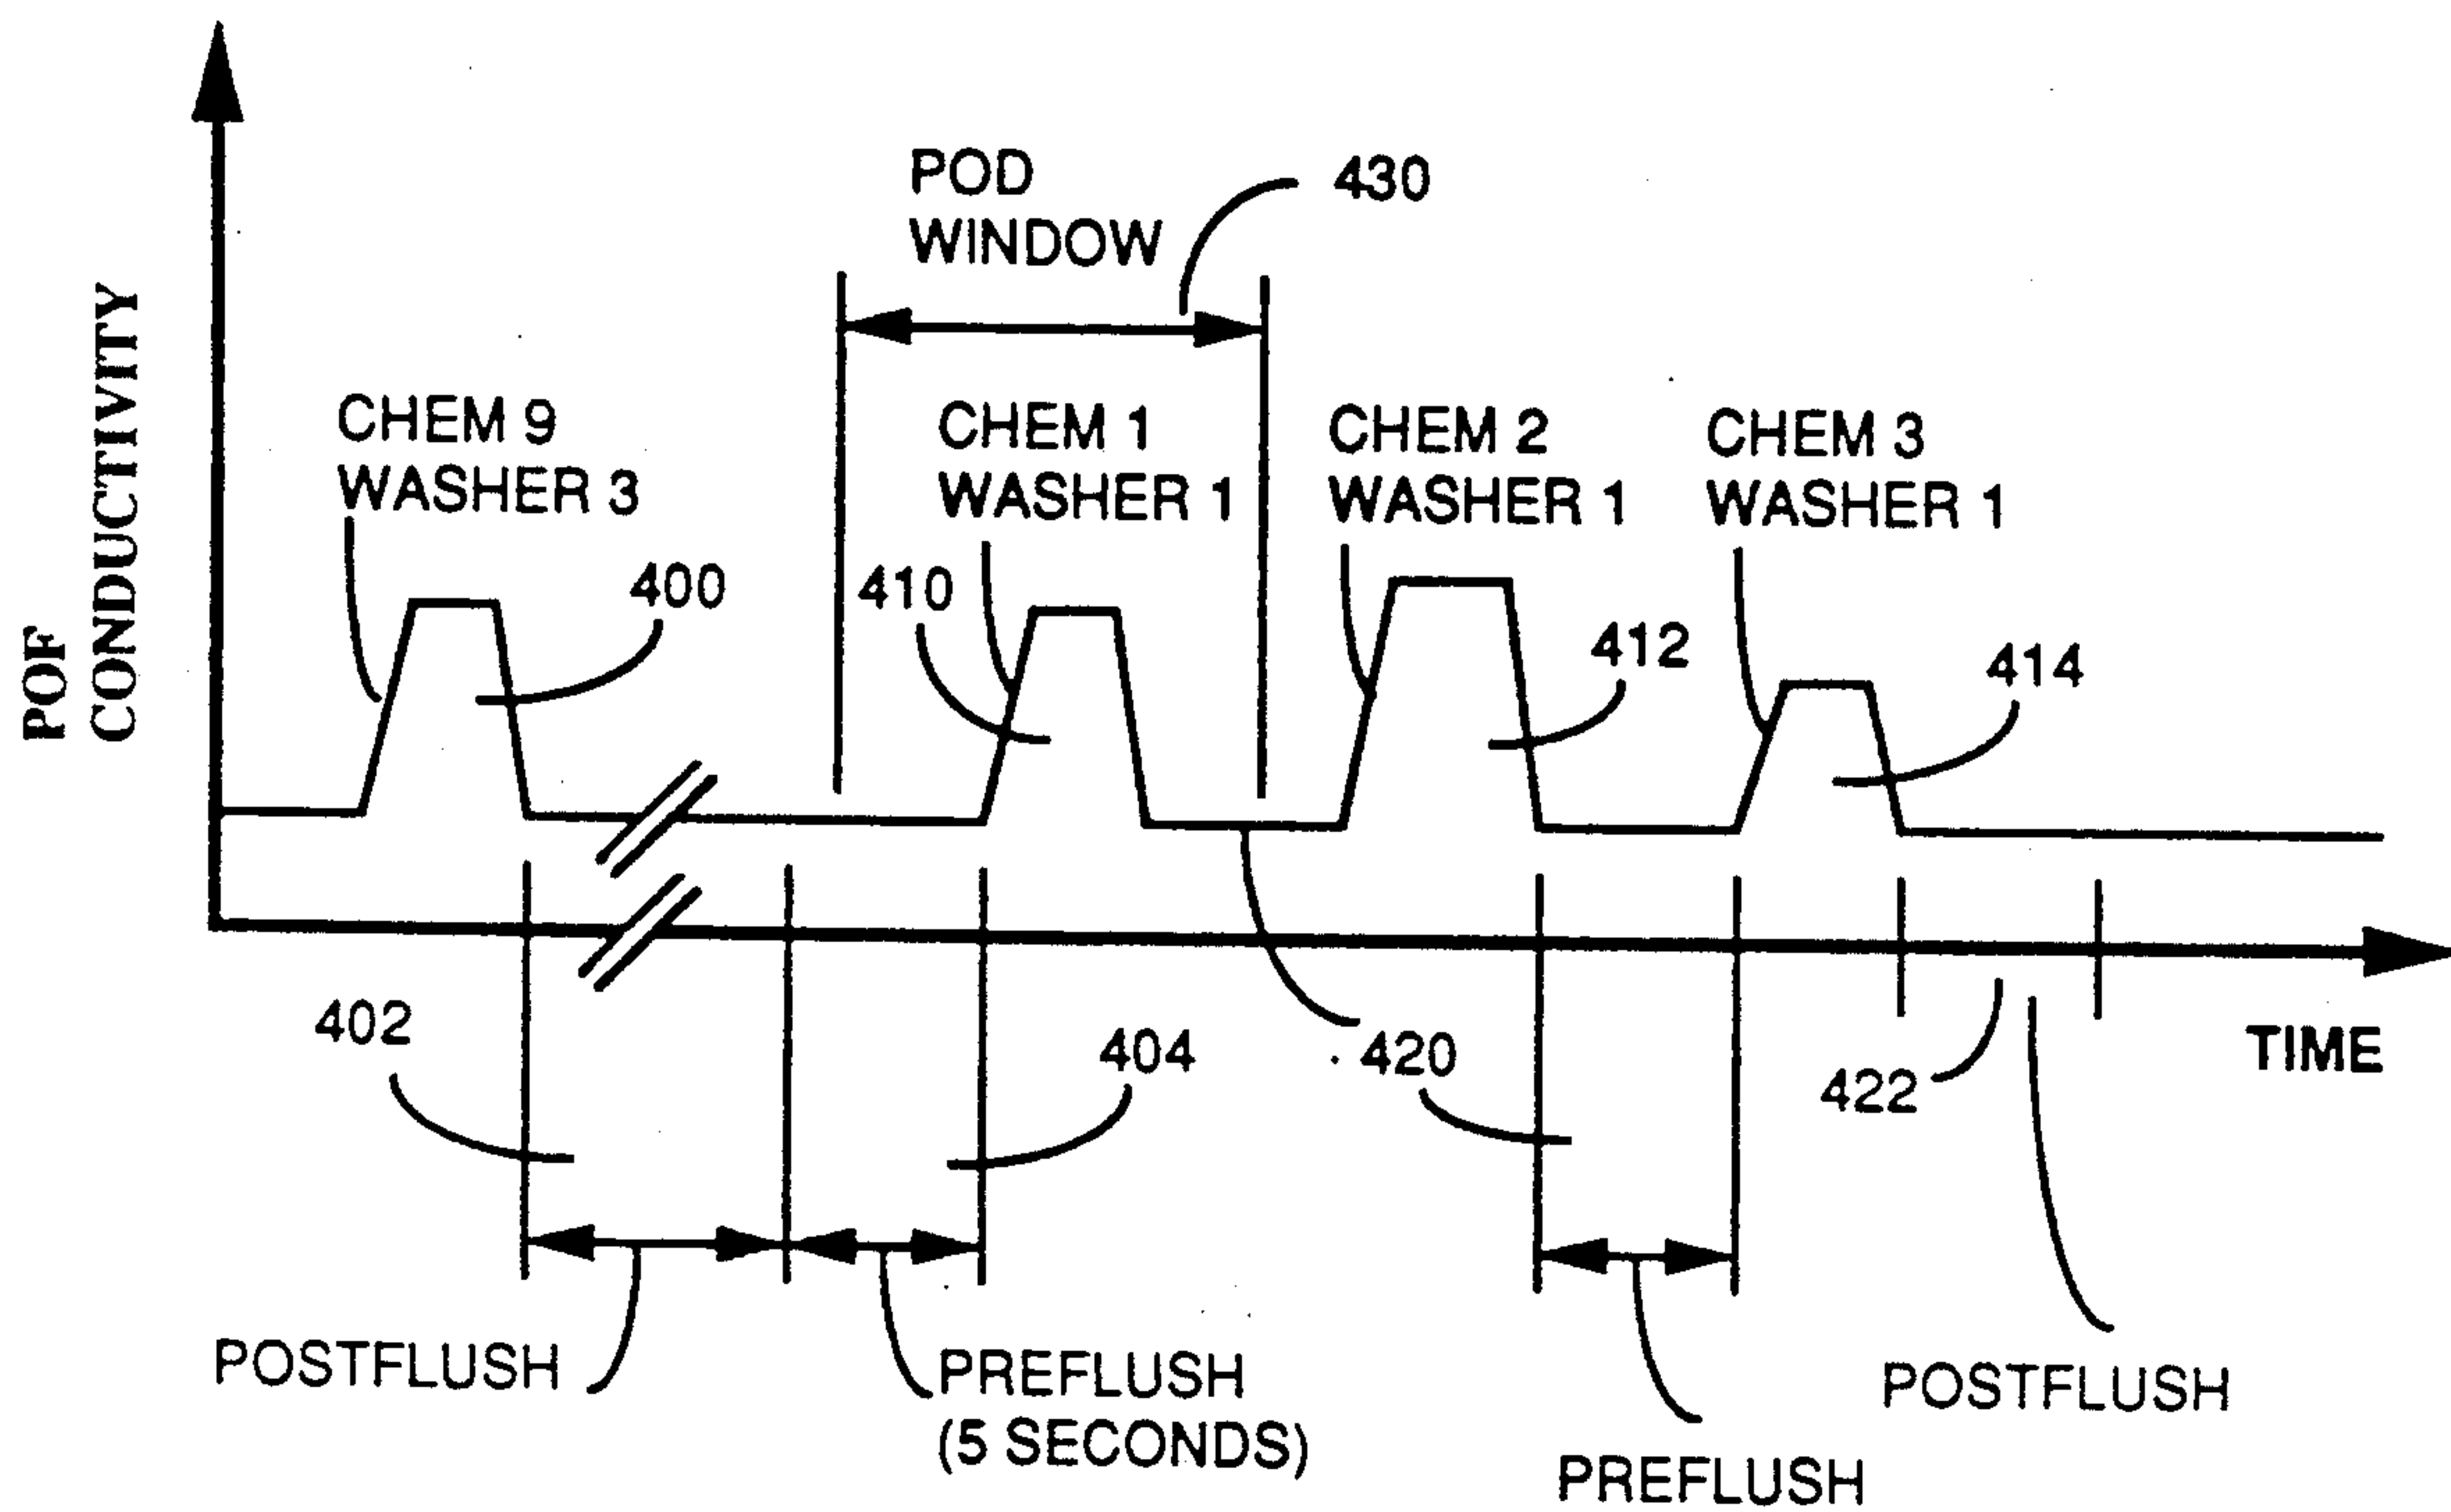 POF
CONDUCTIVITY
POD
WINDOW
430
CHEM 9
WASHER 3
CHEM 1
WASHER 1
CHEM 2
WASHER 1
CHEM 3
WASHER 1
400
410
412
414
402
404
420
422
TIME
POSTFLUSH
PREFLUSH
(5 SECONDS)
PREFLUSH
POSTFLUSH